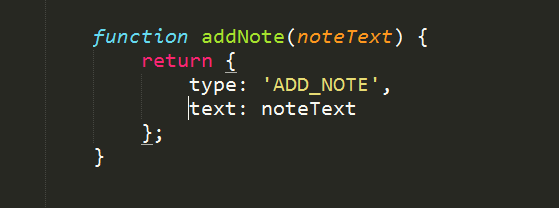 function addNote(noteText) {
    return {
        type: 'ADD_NOTE',
        text: noteText
    };
}